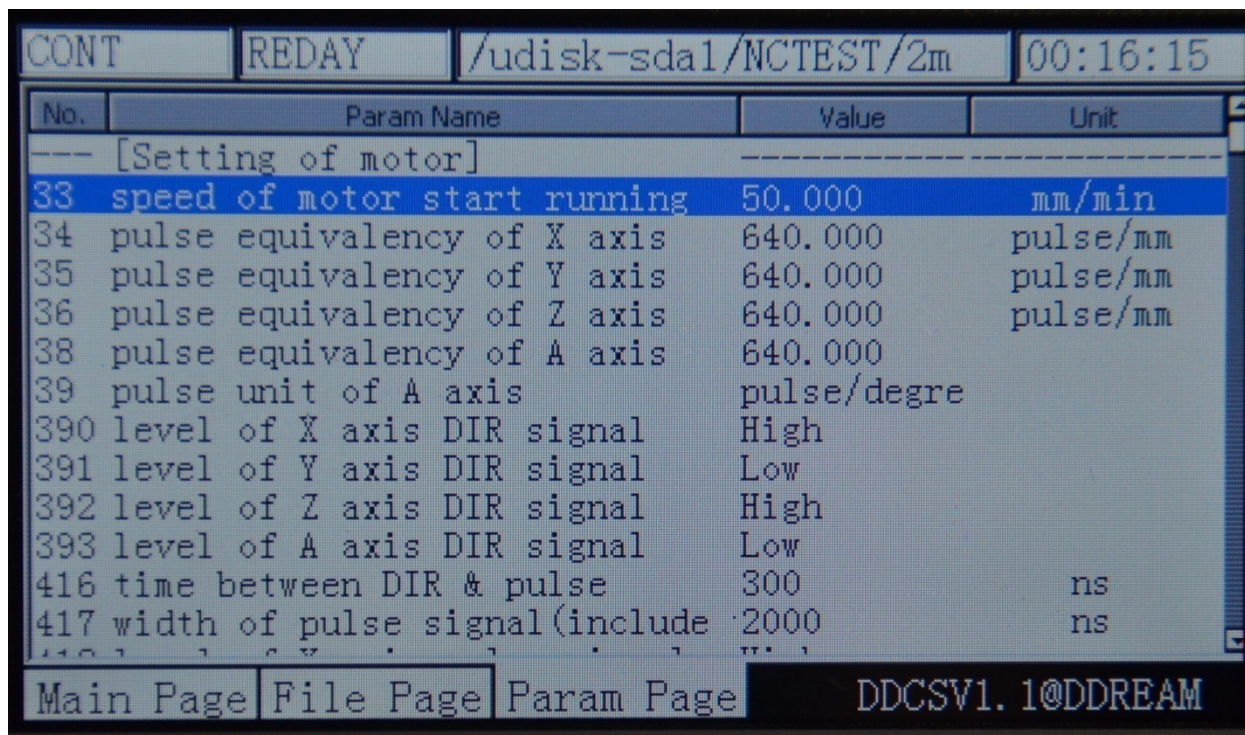 CONT REDAY /udisk-sda1/NCTEST/2m 00:16:15
No. Param Name Value Unit
--- [Setting of motor] --------------------------
33 speed of motor start running 50.000 mm/min
34 pulse equivalency of X axis 640.000 pulse/mm
35 pulse equivalency of Y axis 640.000 pulse/mm
36 pulse equivalency of Z axis 640.000 pulse/mm
38 pulse equivalency of A axis 640.000
39 pulse unit of A axis pulse/degre
390 level of X axis DIR signal High
391 level of Y axis DIR signal Low
392 level of Z axis DIR signal High
393 level of A axis DIR signal Low
416 time between DIR & pulse 300 ns
417 width of pulse signal(include 2000 ns
Main Page File Page Param Page DDCSV1.1@DDREAM